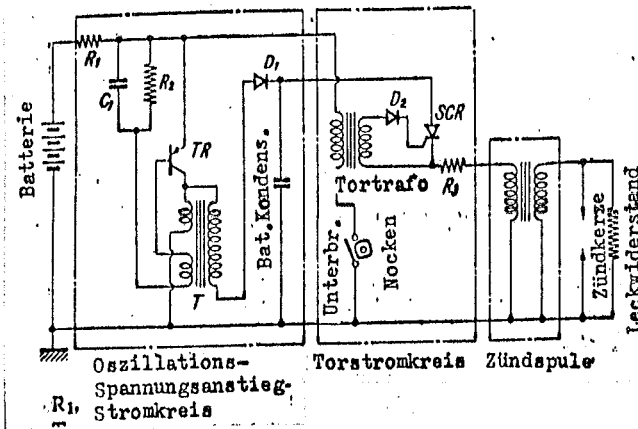 Batterie
R₁
C₁
R₂
TR
T
D₁
Bat.Kondens.
D₂
SCR
Tortrafo
R₃
Unterbr.
Nocken
Zündkerze
Leckwiderstand
Oszillations-
Spannungsanstieg-
Stromkreis
Torstromkreis
Zündspule
R₁,